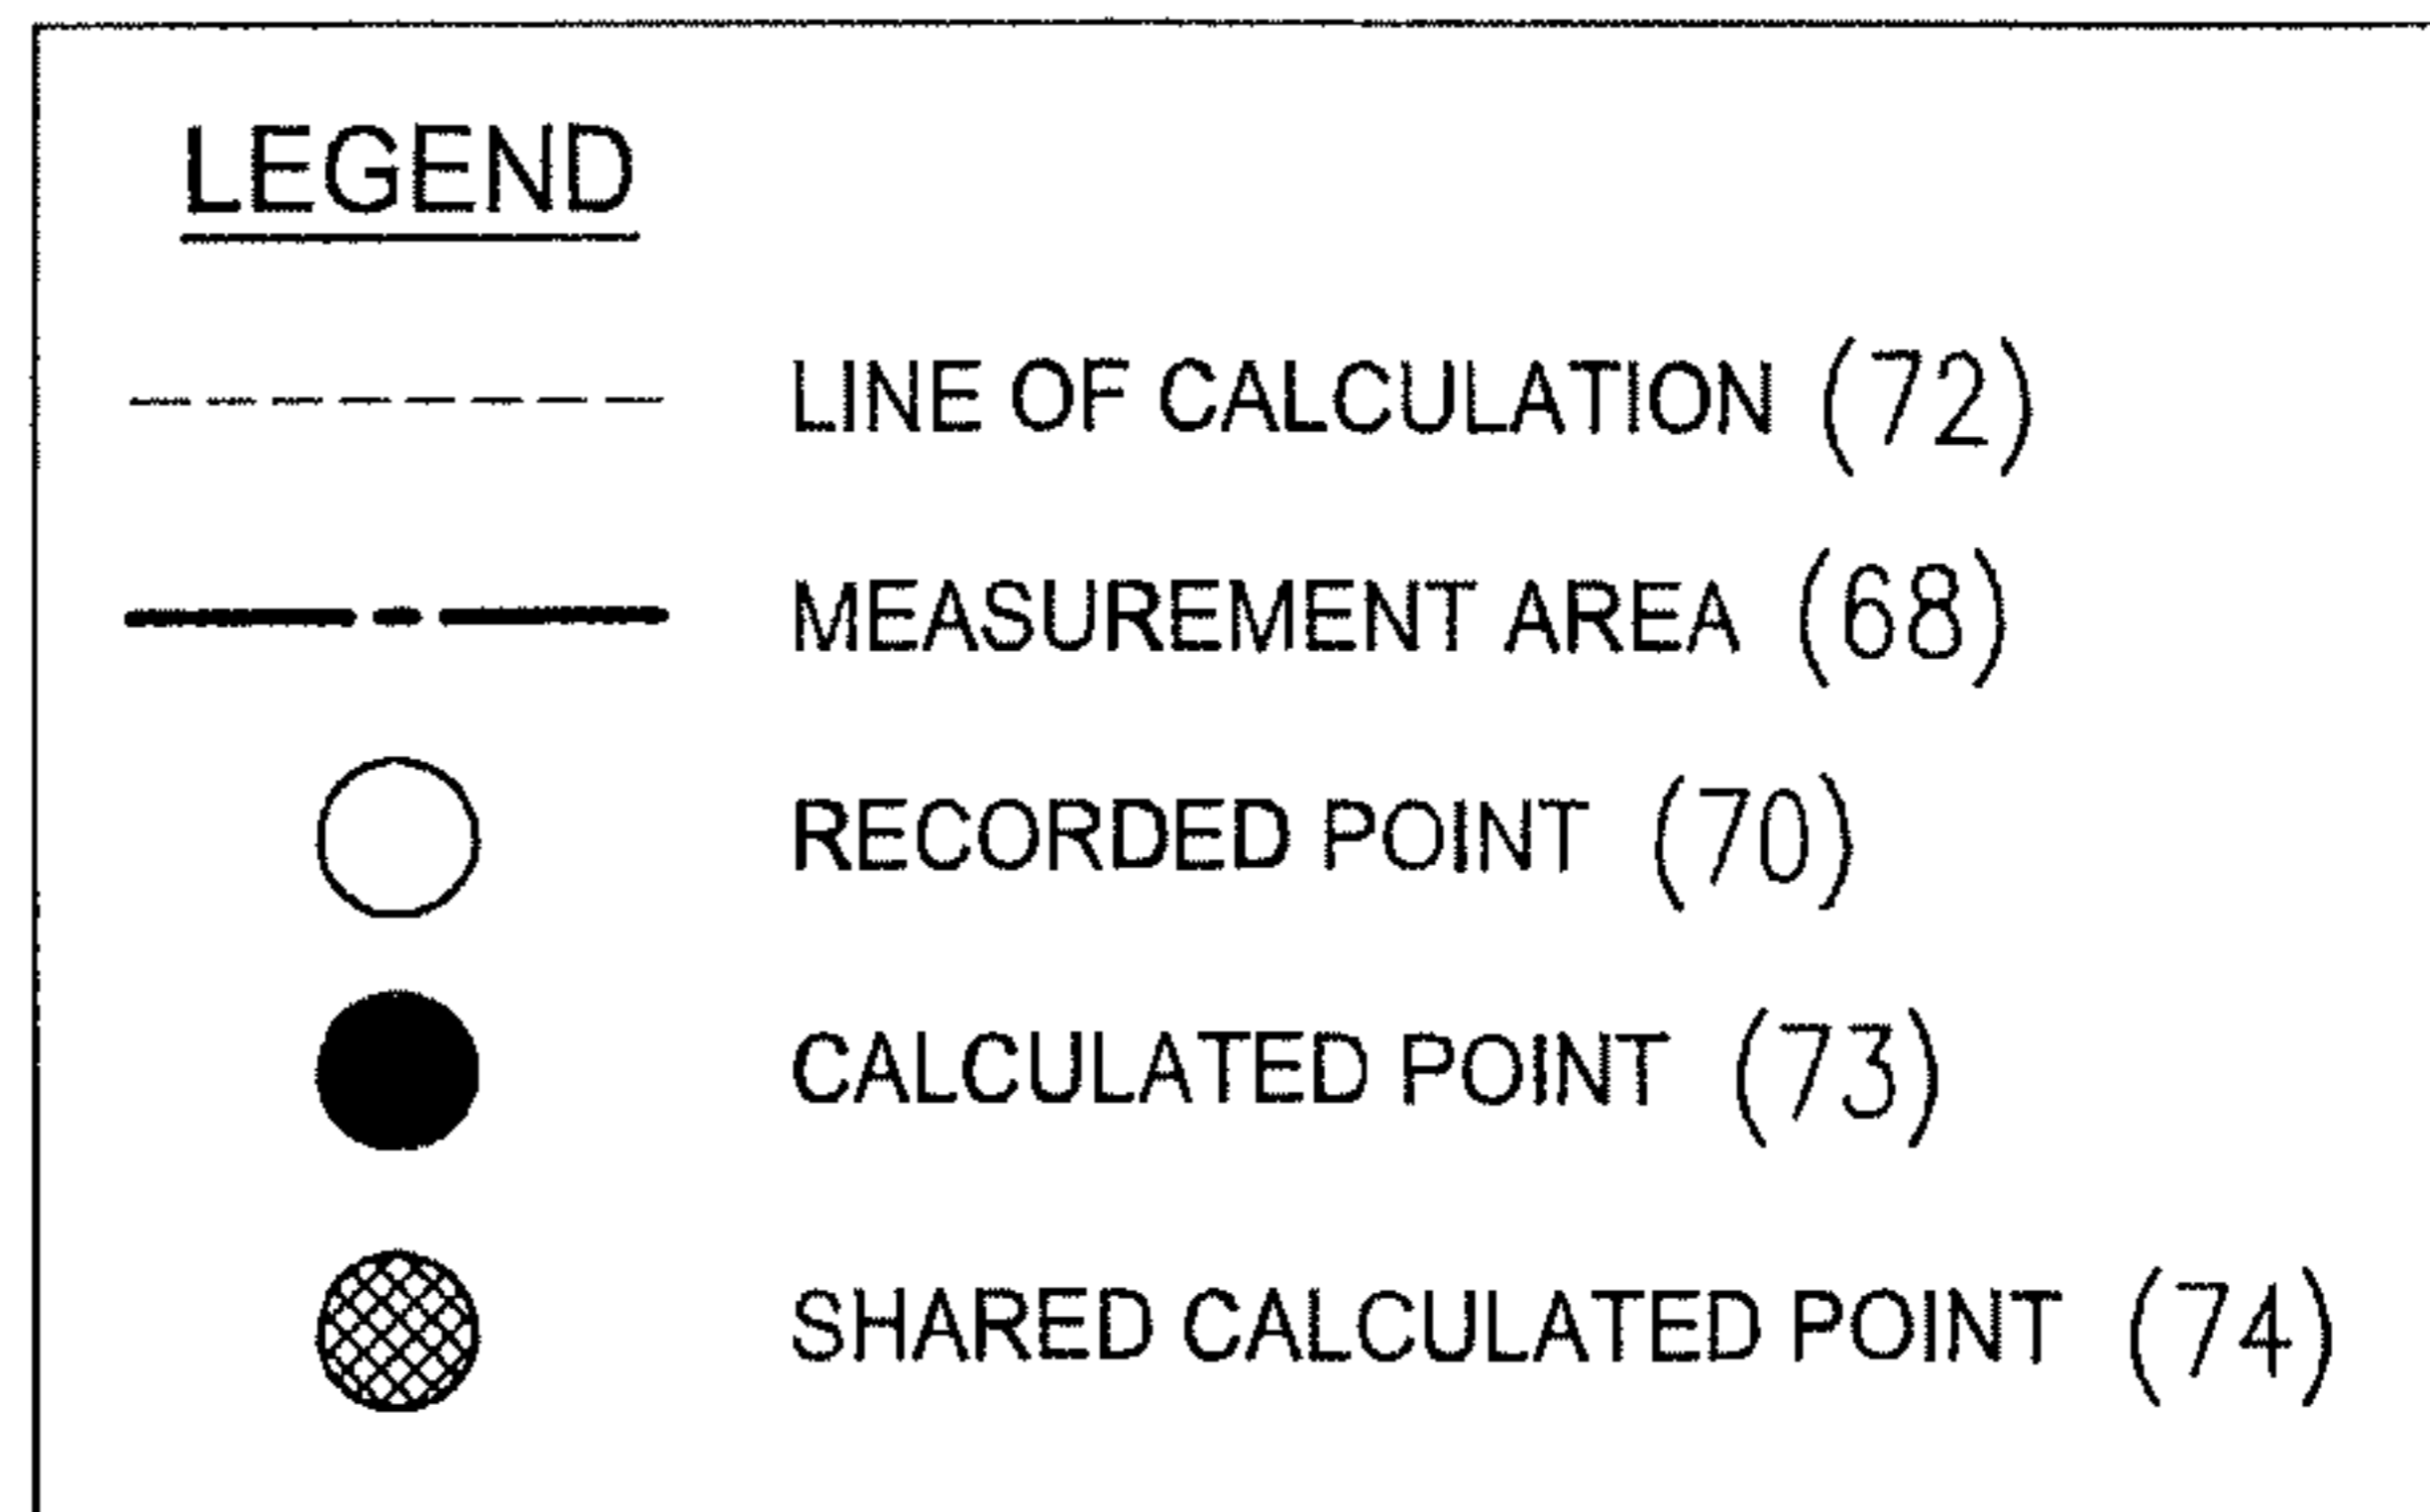 LEGEND
LINE OF CALCULATION (72)
MEASUREMENT AREA (68)
RECORDED POINT (70)
CALCULATED POINT (73)
SHARED CALCULATED POINT (74)